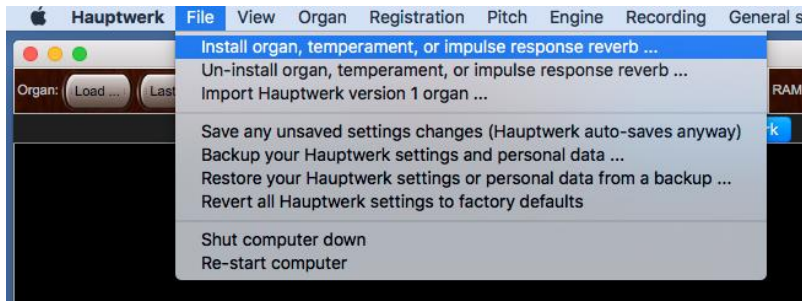 Hauptwerk File View Organ Registration Pitch Engine Recording General s
Install organ, temperament, or impulse response reverb ...
Un-install organ, temperament, or impulse response reverb ...
Organ: Load ... Last RAM
Import Hauptwerk version 1 organ ...
Save any unsaved settings changes (Hauptwerk auto-saves anyway)
k
Backup your Hauptwerk settings and personal data ...
Restore your Hauptwerk settings or personal data from a backup ...
Revert all Hauptwerk settings to factory defaults
Shut computer down
Re-start computer